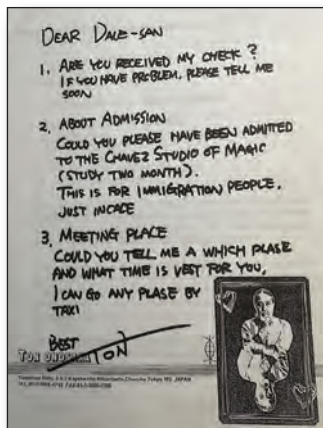 DEAR DALE-SAN
1. ARE YOU RECEIVED MY CHECK?
IF YOU HAVE PROBLEM, PLEASE TELL ME
SOON
2. ABOUT ADMISSION
COULD YOU PLEASE HAVE BEEN ADMITTED
TO THE CHAVEZ STUDIO OF MAGIC
(STUDY TWO MONTH).
THIS IS FOR IMMIGRATION PEOPLE.
JUST INCACE
3. MEETING PLACE
COULD YOU TELL ME A WHICH PLASE
AND WHAT TIME IS VEST FOR YOU,
I CAN GO ANY PLASE BY
TAXI
BEST
TON
TON ONOSAKA